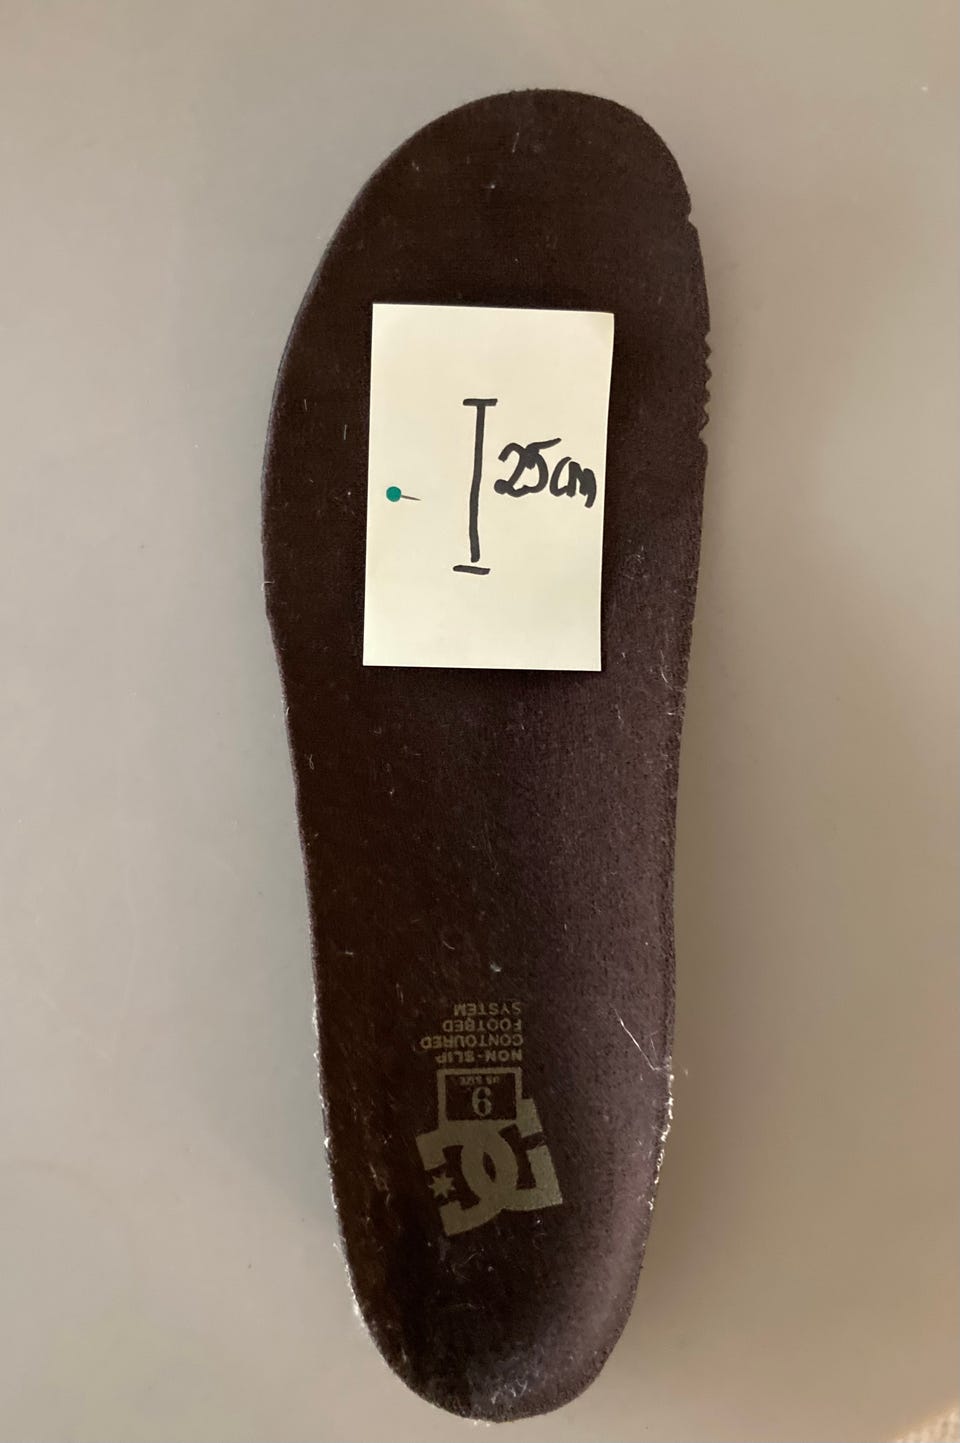 25cm
DC
9
US SIZE
NON-SLIP
CONTOURED
FOOTBED
SYSTEM